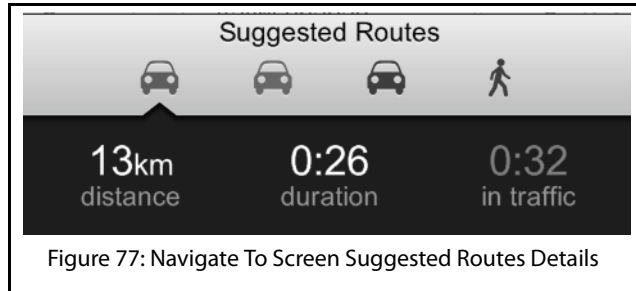 Suggested Routes
13km 0:26 0:32
distance duration in traffic
Figure 77: Navigate To Screen Suggested Routes Details